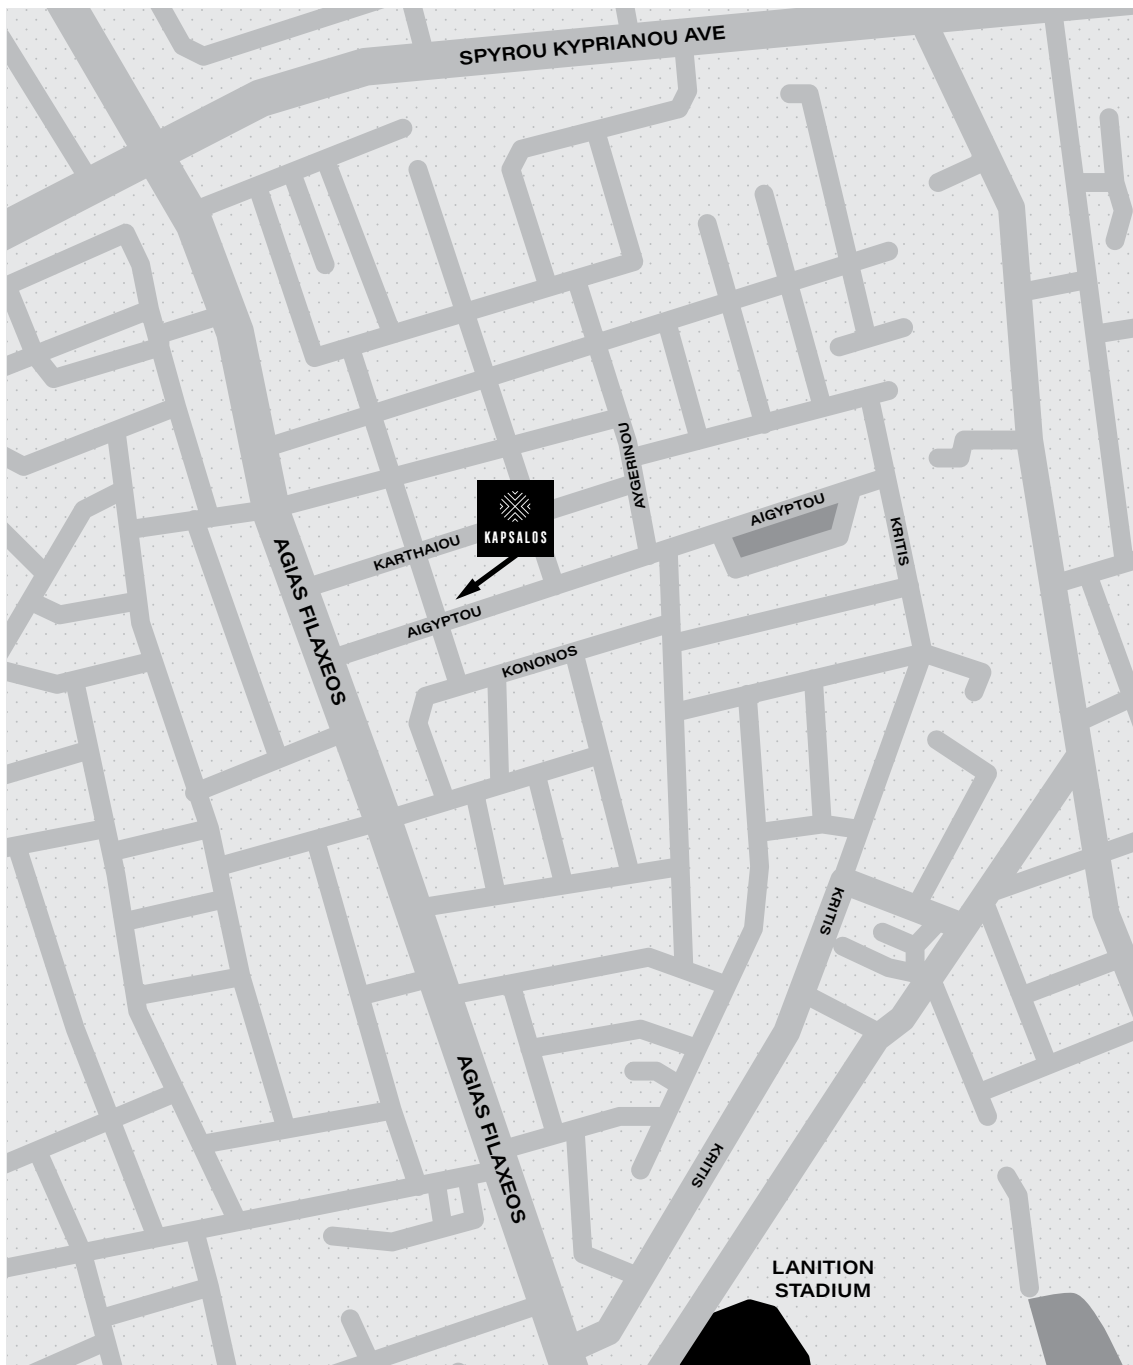 SPYROU KYPRIANOU AVE
AYGERINOU
AIGYPTOU
KRITIS
KAPSALOS
KARTHAIOU
AGIAS FILAXEOS
AIGYPTOU
KONONOS
KRITIS
AGIAS FILAXEOS
KRITIS
LANITION
STADIUM